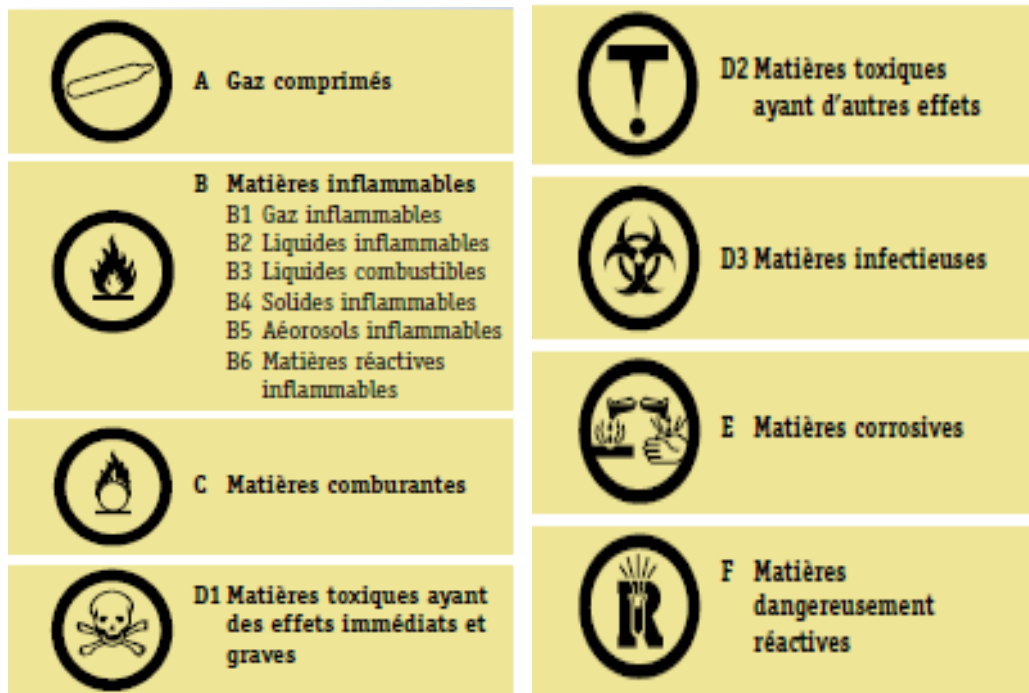 A Gaz comprimés
B Matières inflammables
B1 Gaz inflammables
B2 Liquides inflammables
B3 Liquides combustibles
B4 Solides inflammables
B5 Aéorosols inflammables
B6 Matières réactives
inflammables
C Matières comburantes
D1 Matières toxiques ayant
des effets immédiats et
graves
D2 Matières toxiques
ayant d'autres effets
D3 Matières infectieuses
E Matières corrosives
R
F Matières
dangereusement
réactives